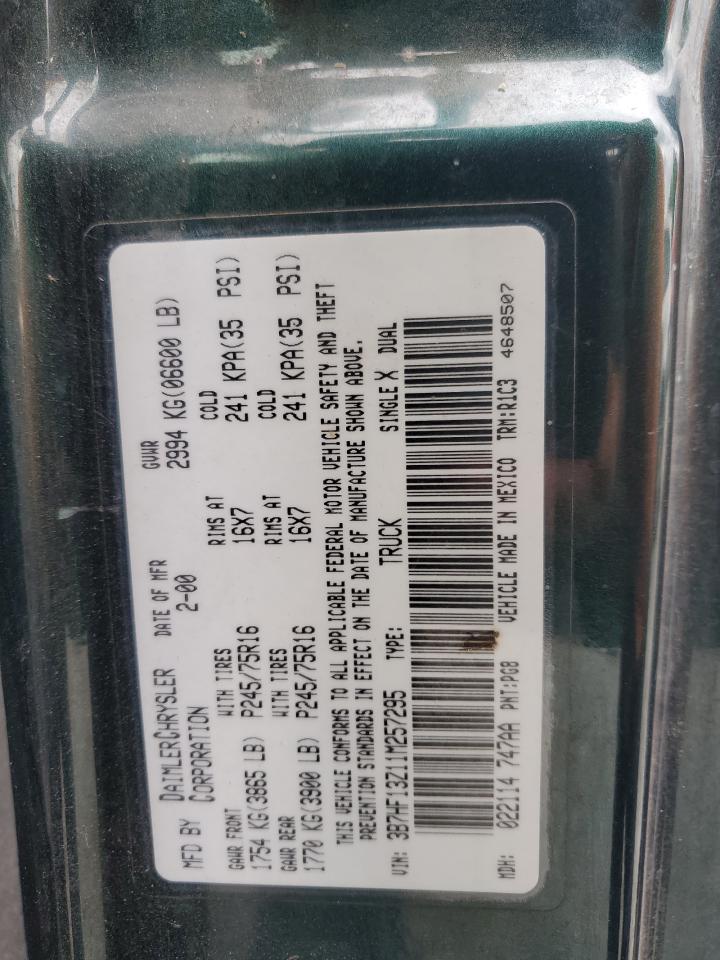 MFD BY DAIMLERCHRYSLER CORPORATION DATE OF MFR 2-00 GVWR 2994 KG(06600 LB)
GAWR FRONT WITH TIRES RIMS AT COLD
1754 KG(3865 LB) P245/75R16 16X7 241 KPA(35 PSI)
GAWR REAR WITH TIRES RIMS AT COLD
1770 KG(3900 LB) P245/75R16 16X7 241 KPA(35 PSI)
THIS VEHICLE CONFORMS TO ALL APPLICABLE FEDERAL MOTOR VEHICLE SAFETY AND THEFT
PREVENTION STANDARDS IN EFFECT ON THE DATE OF MANUFACTURE SHOWN ABOVE.
VIN: 3B7HF13Z11M257295 TYPE: TRUCK SINGLE X DUAL
MDH: 022114 747AA PNT:PG8 VEHICLE MADE IN MEXICO TRM:R1C3 4648507